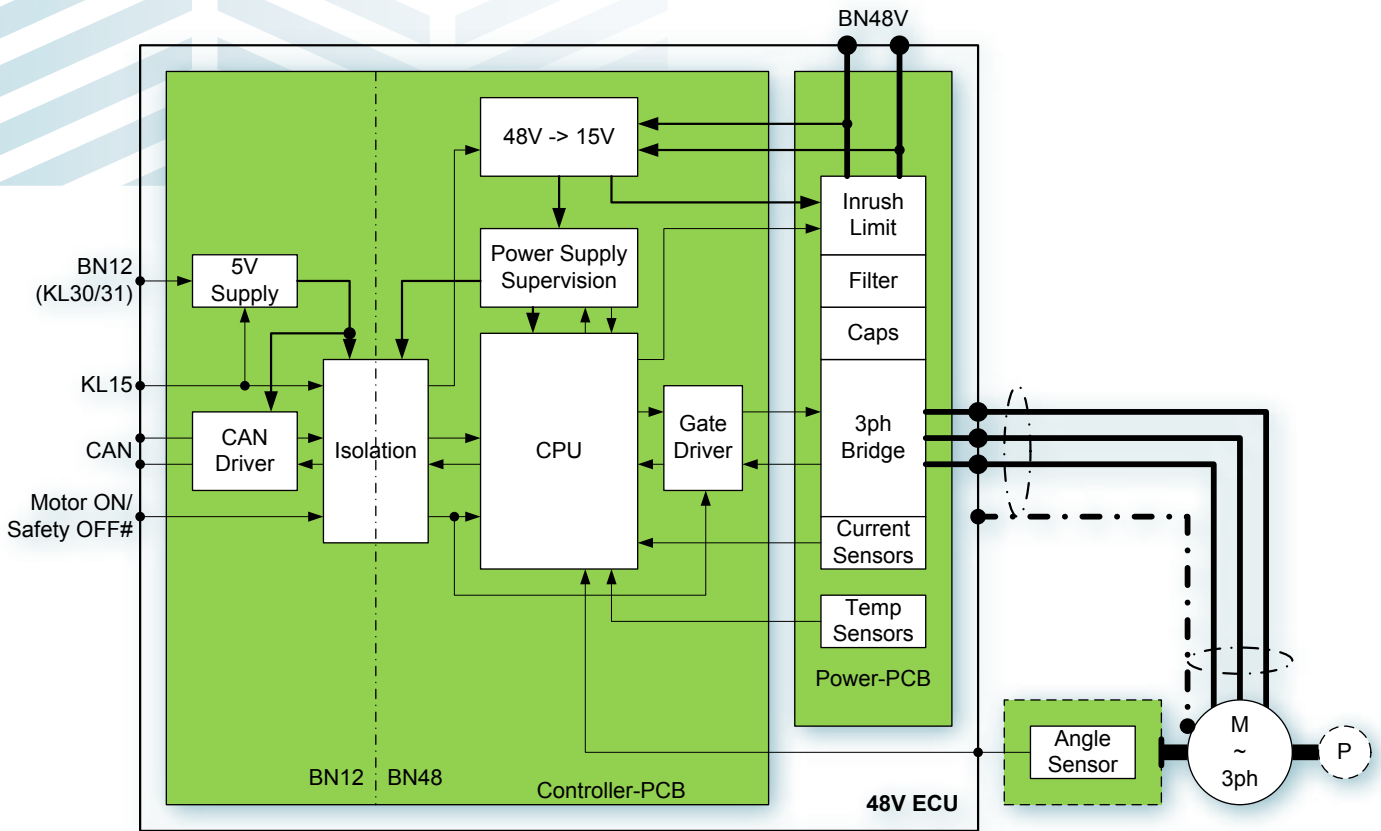 BN48V
48V -> 15V
Inrush
Limit
BN12
(KL30/31)
5V
Supply
Power Supply
Supervision
Filter
Caps
KL15
CAN
CAN
Driver
Isolation
CPU
Gate
Driver
3ph
Bridge
Motor ON/
Safety OFF#
Current
Sensors
Temp
Sensors
Power-PCB
Angle
Sensor
M
~
3ph
P
BN12
BN48
Controller-PCB
48V ECU